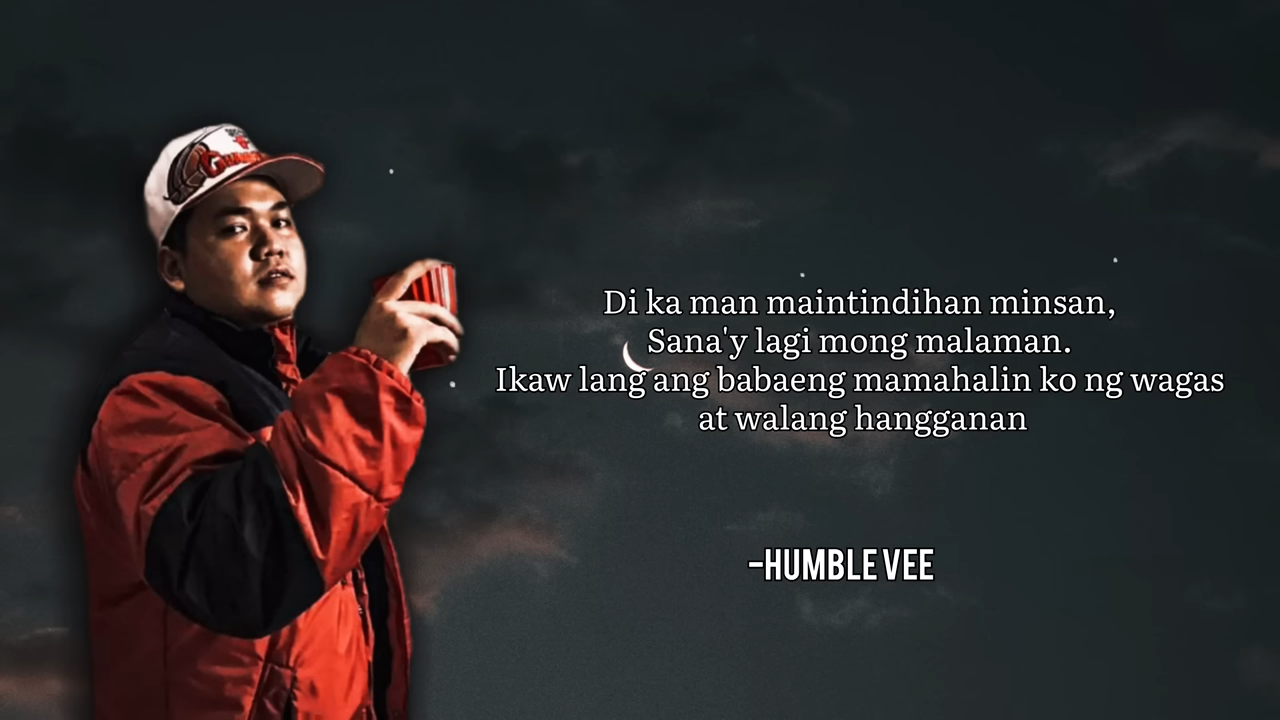 Di ka man maintindihan minsan,
Sana'y lagi mong malaman.
Ikaw lang ang babaeng mamahalin ko ng wagas
at walang hangganan
-HUMBLE VEE